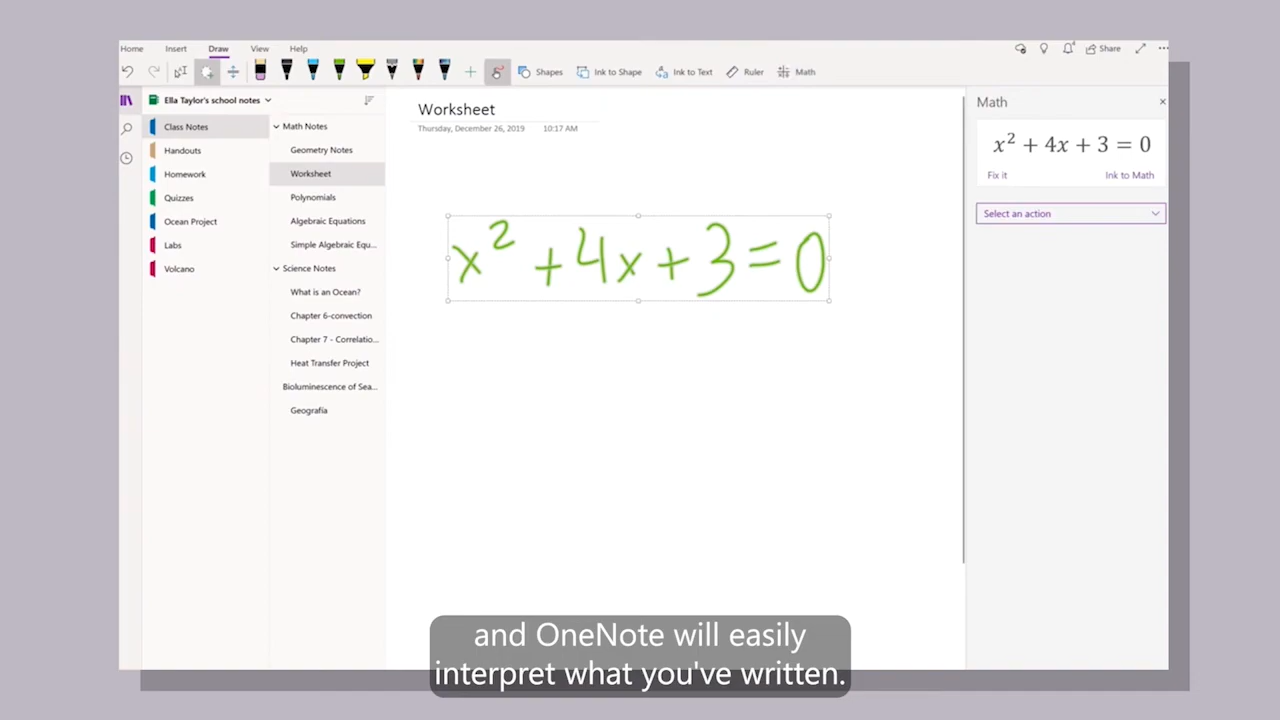 Home Insert Draw View Help
Share
Shapes Ink to Shape Ink to Text Ruler Math
Ella Taylor's school notes
Class Notes
Handouts
Homework
Quizzes
Ocean Project
Labs
Volcano
Math Notes
Geometry Notes
Worksheet
Polynomials
Algebraic Equations
Simple Algebraic Equ...
Science Notes
What is an Ocean?
Chapter 6-convection
Chapter 7 - Correlatio...
Heat Transfer Project
Bioluminescence of Sea...
Geografía
Worksheet
Thursday, December 26, 2019 10:17 AM
x² +4x+3=0
Math
x² + 4x + 3 = 0
Fix it Ink to Math
Select an action
and OneNote will easily
interpret what you've written.